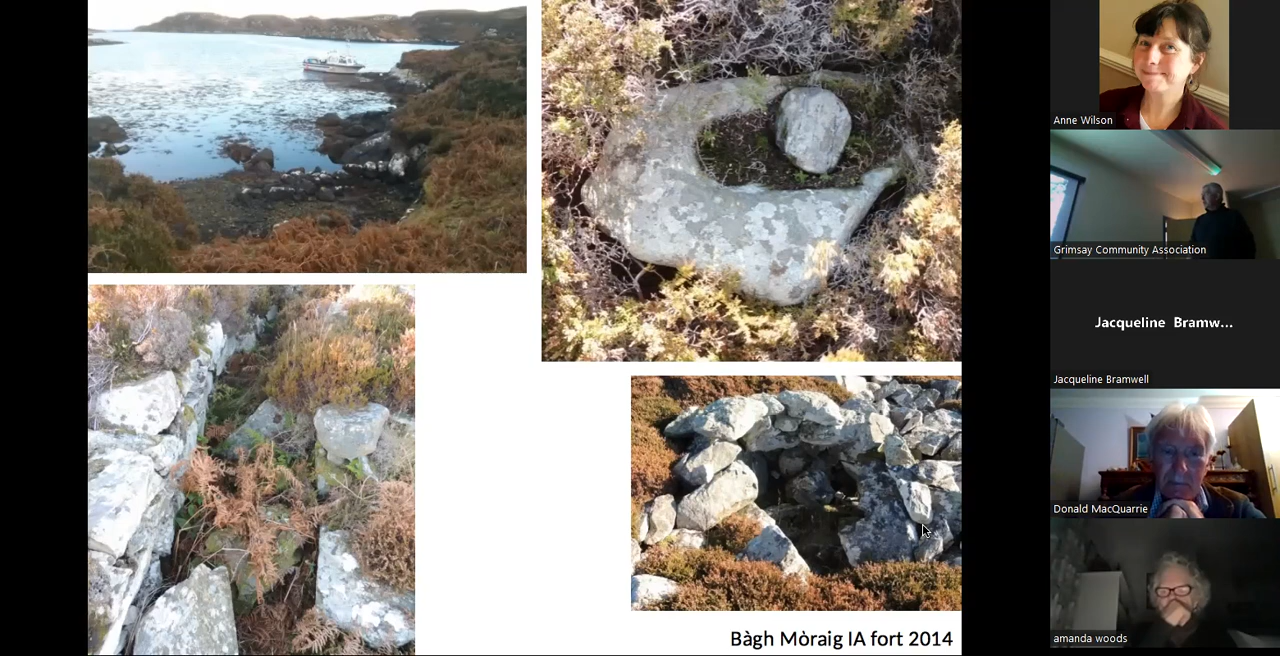 Anne Wilson
Grimsay Community Association
Jacqueline Bramw...
Jacqueline Bramwell
Donald MacQuarrie
amanda woods
Bàgh Mòraig IA fort 2014